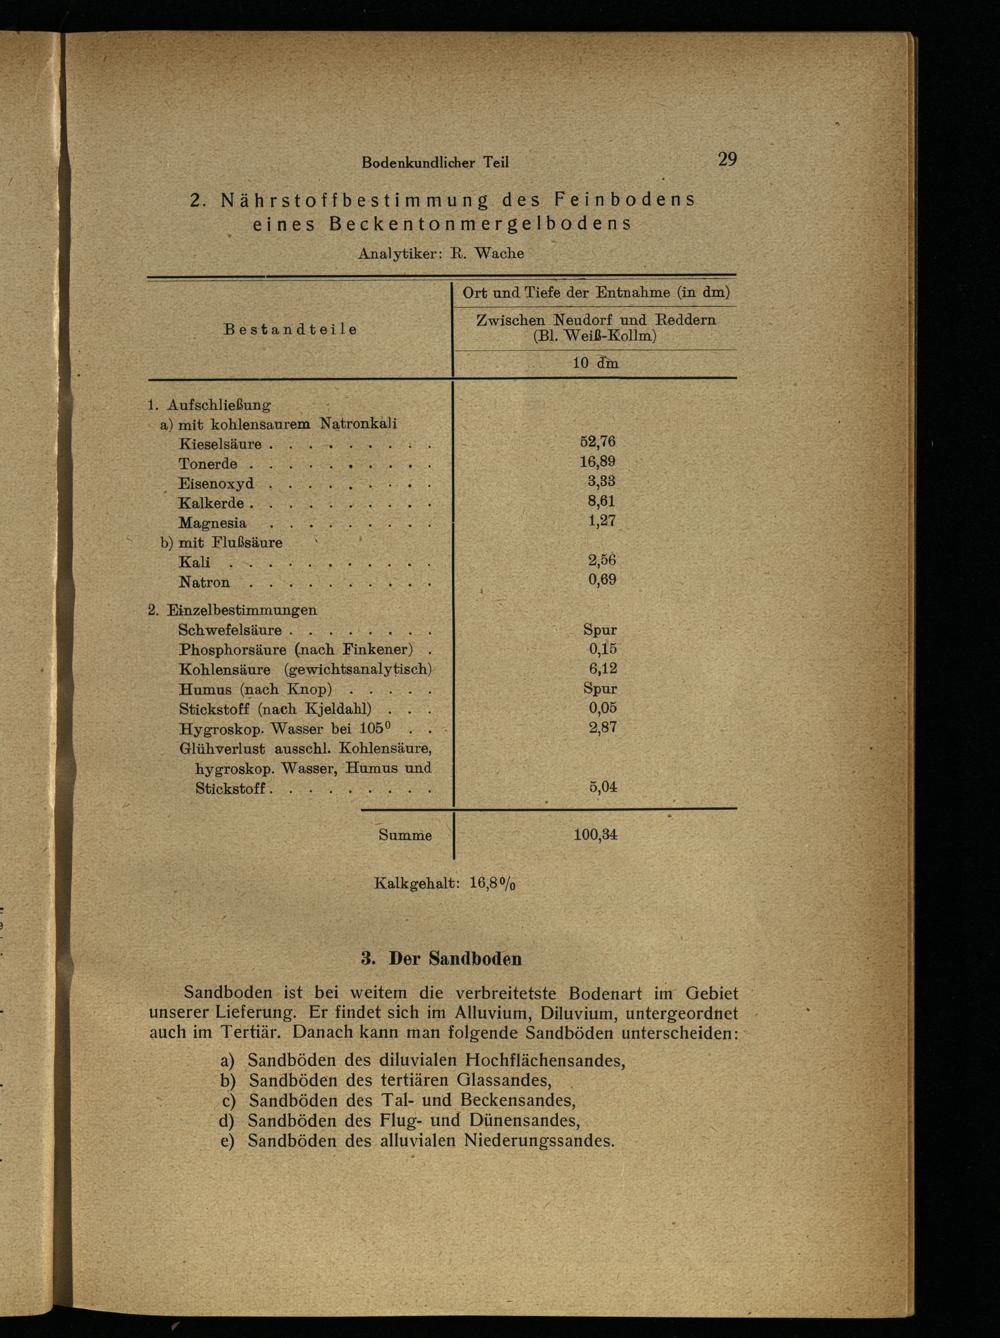 Bodenkundlicher Teil 29
2. Nährstoffbestimmung des Feinbodens
eines Beckentonmergelbodens
Analytiker: R. Wache
Bestandteile
Ort und Tiefe der Entnahme (in dm)
Zwischen Neudorf und Reddern
(Bl. Weiß-Kollm)
10 dm
1. Aufschließung
a) mit kohlensaurem Natronkali
Kieselsäure . . . . . . . . . 52,76
Tonerde . . . . . . . . . . 16,89
Eisenoxyd . . . . . . . . . 3,33
Kalkerde . . . . . . . . . . 8,61
Magnesia . . . . . . . . . 1,27
b) mit Flußsäure
Kali . . . . . . . . . . . 2,56
Natron . . . . . . . . . . 0,69
2. Einzelbestimmungen
Schwefelsäure . . . . . . . . Spur
Phosphorsäure (nach Finkener) . 0,15
Kohlensäure (gewichtsanalytisch) 6,12
Humus (nach Knop) . . . . . Spur
Stickstoff (nach Kjeldahl) . . . 0,05
Hygroskop. Wasser bei 105⁰ . . 2,87
Glühverlust ausschl. Kohlensäure,
hygroskop. Wasser, Humus und
Stickstoff . . . . . . . . . 5,04
Summe 100,34
Kalkgehalt: 16,8%
3. Der Sandboden
Sandboden ist bei weitem die verbreitetste Bodenart im Gebiet
unserer Lieferung. Er findet sich im Alluvium, Diluvium, untergeordnet
auch im Tertiär. Danach kann man folgende Sandböden unterscheiden:
a) Sandböden des diluvialen Hochflächensandes,
b) Sandböden des tertiären Glassandes,
c) Sandböden des Tal- und Beckensandes,
d) Sandböden des Flug- und Dünensandes,
e) Sandböden des alluvialen Niederungssandes.